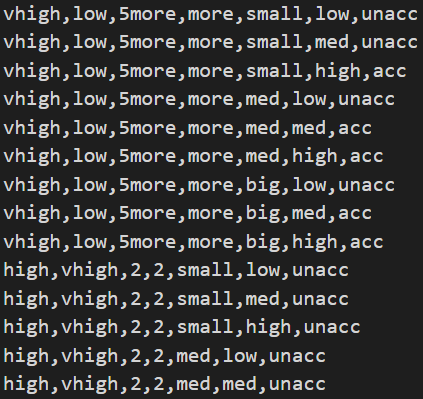 vhigh,low,5more,more,small,low,unacc
vhigh,low,5more,more,small,med,unacc
vhigh,low,5more,more,small,high,acc
vhigh,low,5more,more,med,low,unacc
vhigh,low,5more,more,med,med,acc
vhigh,low,5more,more,med,high,acc
vhigh,low,5more,more,big,low,unacc
vhigh,low,5more,more,big,med,acc
vhigh,low,5more,more,big,high,acc
high,vhigh,2,2,small,low,unacc
high,vhigh,2,2,small,med,unacc
high,vhigh,2,2,small,high,unacc
high,vhigh,2,2,med,low,unacc
high,vhigh,2,2,med,med,unacc